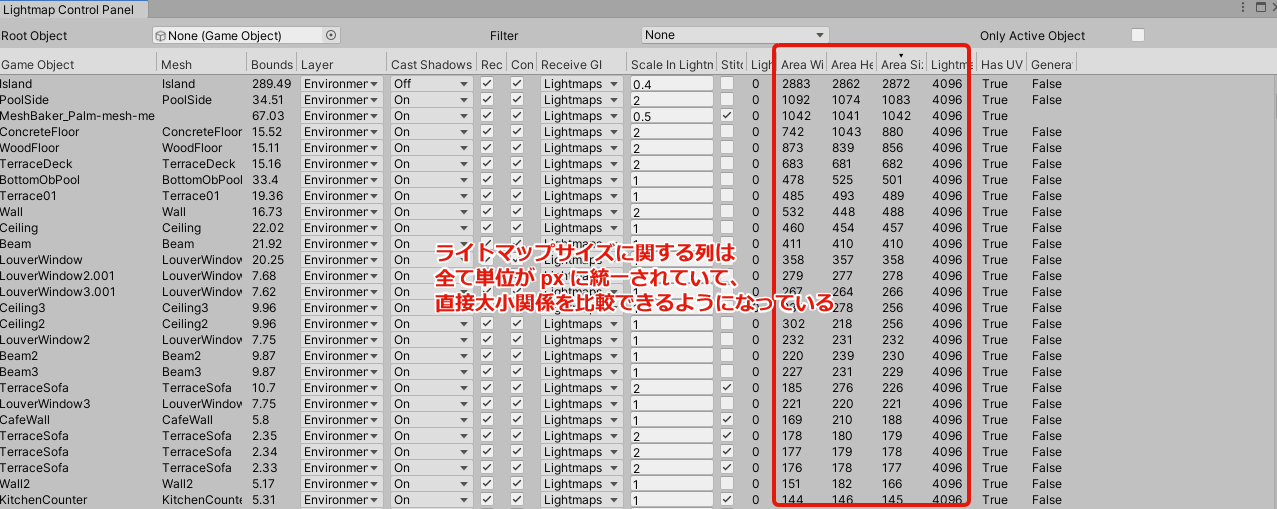 Lightmap Control Panel
Root Object None (Game Object) Filter None Only Active Object
Game Object Mesh Bounds Layer Cast Shadows Rec Con Receive GI Scale In Lightm Stitc Ligh Area Wi Area He Area Si: Lightma Has UV Genera
Island Island 289.49 Environmer Off Lightmaps 0.4 0 2883 2862 2872 4096 True False
PoolSide PoolSide 34.51 Environmer On Lightmaps 2 0 1092 1074 1083 4096 True False
MeshBaker_Palm-mesh-me 67.03 Environmer On Lightmaps 0.5 0 1042 1041 1042 4096 True
ConcreteFloor ConcreteFloor 15.52 Environmer On Lightmaps 2 0 742 1043 880 4096 True False
WoodFloor WoodFloor 15.11 Environmer On Lightmaps 2 0 873 839 856 4096 True False
TerraceDeck TerraceDeck 15.16 Environmer On Lightmaps 2 0 683 681 682 4096 True False
BottomObPool BottomObPool 33.4 Environmer On Lightmaps 1 0 478 525 501 4096 True False
Terrace01 Terrace01 19.36 Environmer On Lightmaps 1 0 485 493 489 4096 True False
Wall Wall 16.73 Environmer On Lightmaps 2 0 532 448 488 4096 True False
Ceiling Ceiling 22.02 Environmer On Lightmaps 1 0 460 454 457 4096 True False
Beam Beam 21.92 Environmer On Lightmaps 1 0 411 410 410 4096 True False
ライトマップサイズに関する列は
LouverWindow LouverWindow 20.25 Environmer On 358 357 358 4096 True False
全て単位が pxに統一されていて、
LouverWindow2.001 LouverWindow 7.68 Environmer On 279 277 278 4096 True False
LouverWindow3.001 LouverWindow 7.62 Environmer On 264 266 4096 True False
直接大小関係を比較できるようになっている
Ceiling3 Ceiling3 9.96 Environmer On 278 256 4096 True False
Ceiling2 Ceiling2 9.96 Environmer On Lightmaps 1 0 302 218 256 4096 True False
LouverWindow2 LouverWindow 7.75 Environmer On Lightmaps 1 0 232 231 232 4096 True False
Beam2 Beam2 9.87 Environmer On Lightmaps 1 0 220 239 230 4096 True False
Beam3 Beam3 9.87 Environmer On Lightmaps 1 0 227 231 229 4096 True False
TerraceSofa TerraceSofa 10.7 Environmer On Lightmaps 2 0 185 276 226 4096 True False
LouverWindow3 LouverWindow 7.75 Environmer On Lightmaps 1 0 221 220 221 4096 True False
CafeWall CafeWall 5.8 Environmer On Lightmaps 1 0 169 210 188 4096 True False
TerraceSofa TerraceSofa 2.35 Environmer On Lightmaps 2 0 178 180 179 4096 True False
TerraceSofa TerraceSofa 2.34 Environmer On Lightmaps 2 0 177 179 178 4096 True False
TerraceSofa TerraceSofa 2.33 Environmer On Lightmaps 2 0 176 178 177 4096 True False
Wall2 Wall2 5.17 Environmer On Lightmaps 1 0 151 182 166 4096 True False
KitchenCounter KitchenCounte 5.31 Environmer On Lightmaps 1 0 144 146 145 4096 True False